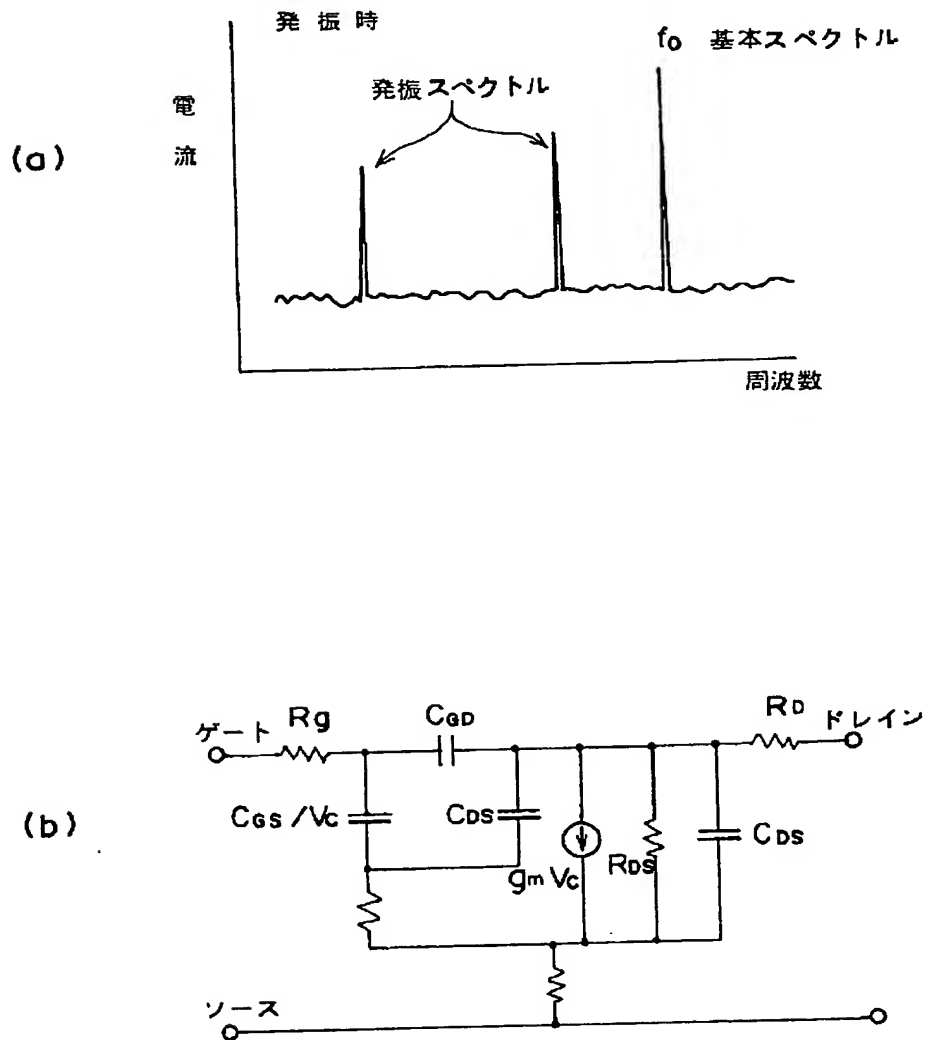 発振時
f0 基本スペクトル
発振スペクトル
電流
(a)
周波数
ゲート
Rg
CGD
RD
ドレイン
(b)
CGS/VC
CDS
gmVC
RDS
CDS
ソース